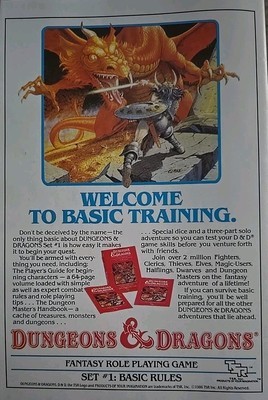 WELCOME
TO BASIC TRAINING.
Don't be deceived by the name—the
only thing basic about DUNGEONS &
DRAGONS Set #1 is how easy it makes
it to begin your quest.
You'll be armed with every-
thing you need, including:
The Player's Guide for begin-
ning characters — a 64-page
volume loaded with simple
as well as expert combat
rules and role playing
tips . . . The Dungeon
Master's Handbook— a
cache of treasures, monsters
and dungeons . . .
. . . Special dice and a three-part solo
adventure so you can test your D & D®
game skills before you venture forth
with friends.
Join over 2 million Fighters,
Clerics, Thieves, Elves, Magic-Users,
Halflings, Dwarves and Dungeon
Masters on the fantasy
adventure of a lifetime!
If you can survive basic
training, you'll be well
prepared for all the other
DUNGEONS & DRAGONS
adventures that lie ahead.
DUNGEONS & DRAGONS®
FANTASY ROLE PLAYING GAME
SET #1: BASIC RULES